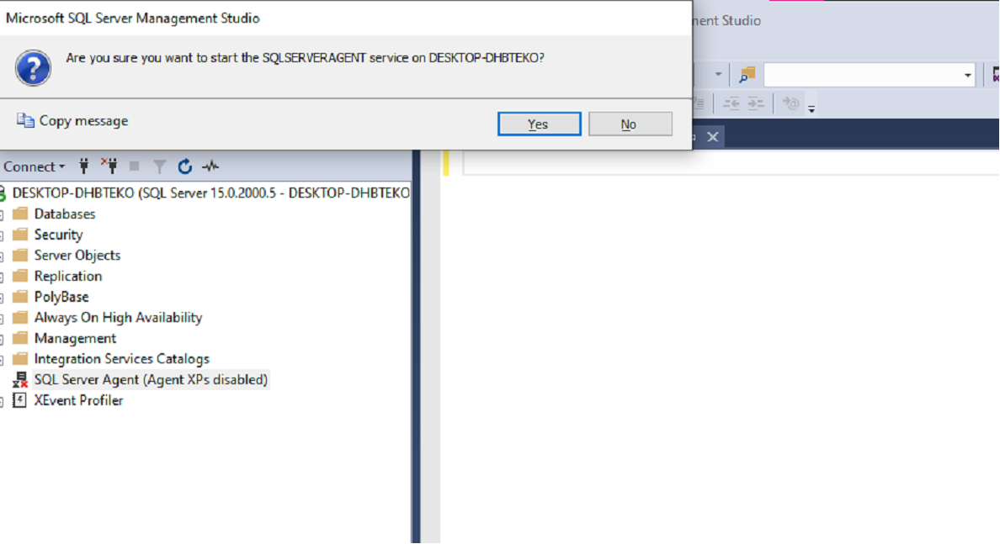 Microsoft SQL Server Management Studio
Studio
Are you sure you want to start the SQLSERVERAGENT service on DESKTOP-DHBTEKO?
Copy message
Yes
No
Connect
DESKTOP-DHBTEKO (SQL Server 15.0.2000.5 - DESKTOP-DHBTEKO
Databases
Security
Server Objects
Replication
PolyBase
Always On High Availability
Management
Integration Services Catalogs
SQL Server Agent (Agent XPs disabled)
XEvent Profiler